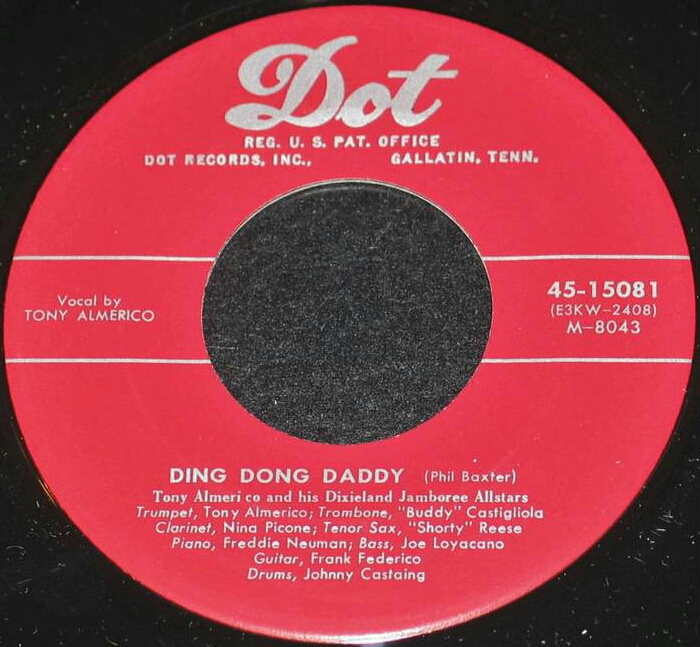 Dot
REG. U. S. PAT. OFFICE
DOT RECORDS, INC., GALLATIN, TENN.
Vocal by
TONY ALMERICO
45-15081
(E3KW-2408)
M-8043
DING DONG DADDY (Phil Baxter)
Tony Almeri co and his Dixieland Jamboree Allstars
Trumpet, Tony Almerico; Trombone, "Buddy" Castigliola
Clarinet, Nina Picone; Tenor Sax, "Shorty" Reese
Piano, Freddie Neuman; Bass, Joe Loyacano
Guitar, Frank Federico
Drums, Johnny Castaing